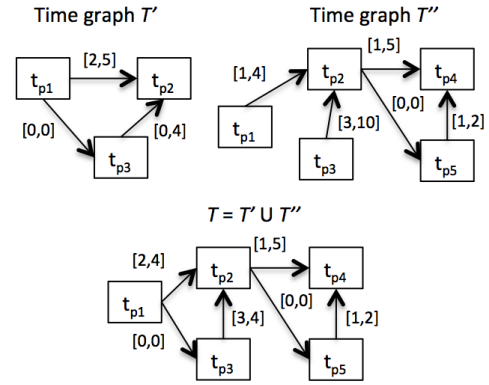 Time graph T'
[2,5]
tp1
tp2
[0,0]
[0,4]
tp3
Time graph T''
[1,5]
[1,4]
tp2
tp4
[0,0]
tp1
[3,10]
[1,2]
tp3
tp5
T = T' U T''
[1,5]
[2,4]
tp2
tp4
tp1
[0,0]
[0,0]
[3,4]
[1,2]
tp3
tp5